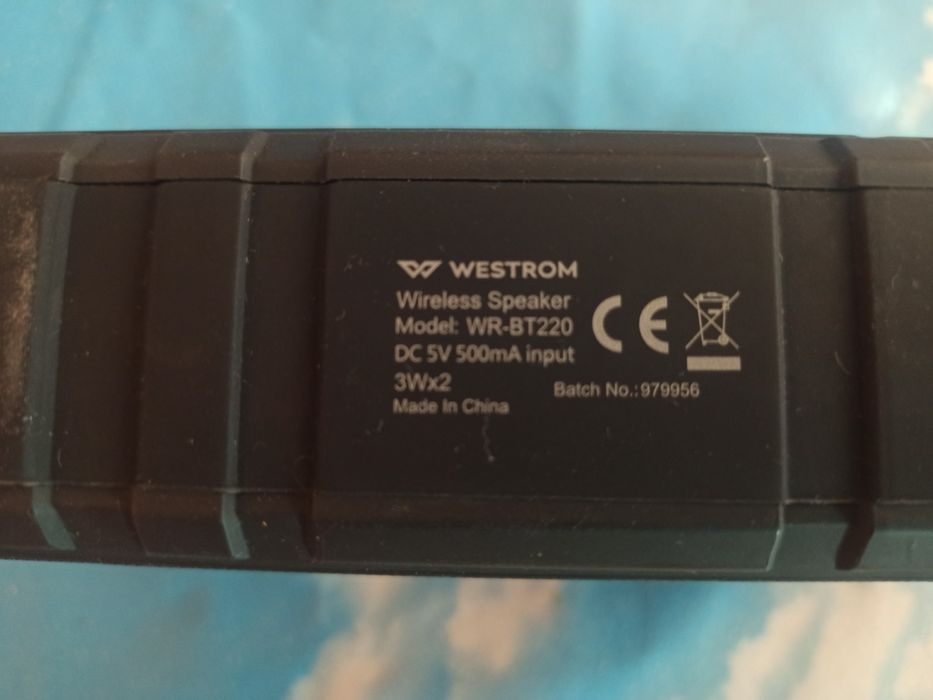 WESTROM
Wireless Speaker
Model: WR-BT220
DC 5V 500mA input
3Wx2
Made In China
CE
Batch No.:979956